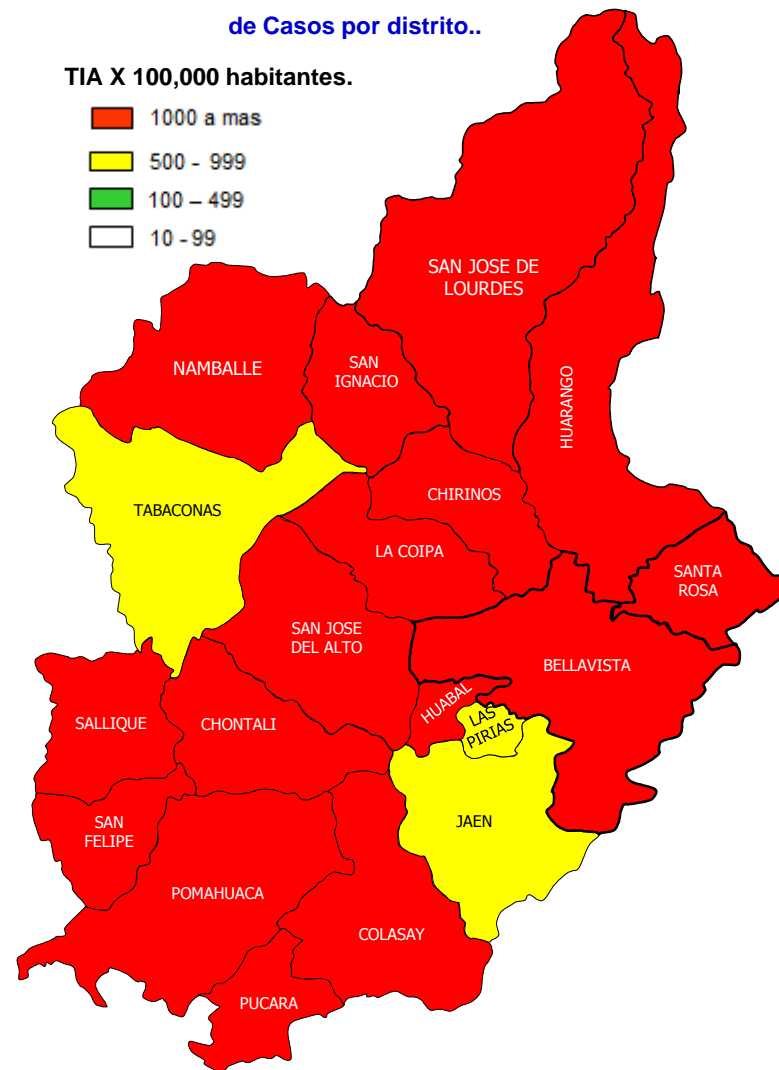 de Casos por distrito..
TIA X 100,000 habitantes.
1000 a mas
500 - 999
100 – 499
10 - 99
SAN JOSE DE
LOURDES
NAMBALLE
SAN
IGNACIO
HUARANGO
TABACONAS
CHIRINOS
LA COIPA
SANTA
ROSA
SAN JOSE
DEL ALTO
BELLAVISTA
HUABAL
SALLIQUE
CHONTALI
LAS
PIRIAS
SAN
FELIPE
JAEN
POMAHUACA
COLASAY
PUCARA